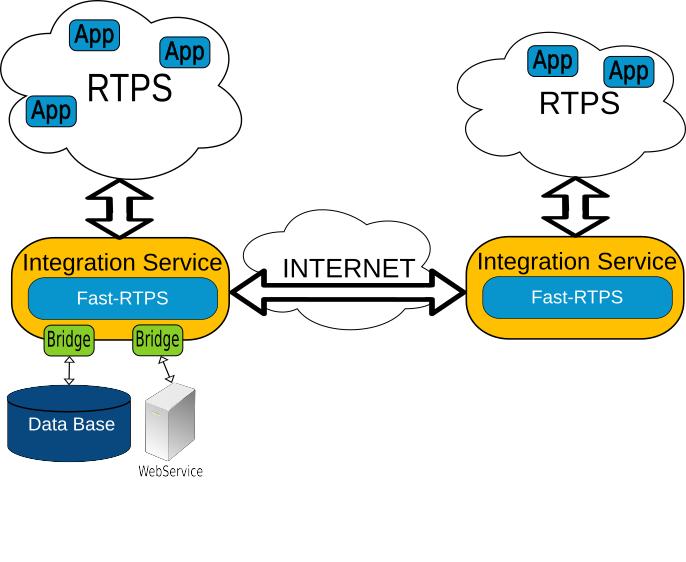 App
App
RTPS
App
App
App
RTPS
Integration Service
Fast-RTPS
INTERNET
Integration Service
Fast-RTPS
Bridge
Bridge
Data Base
WebService